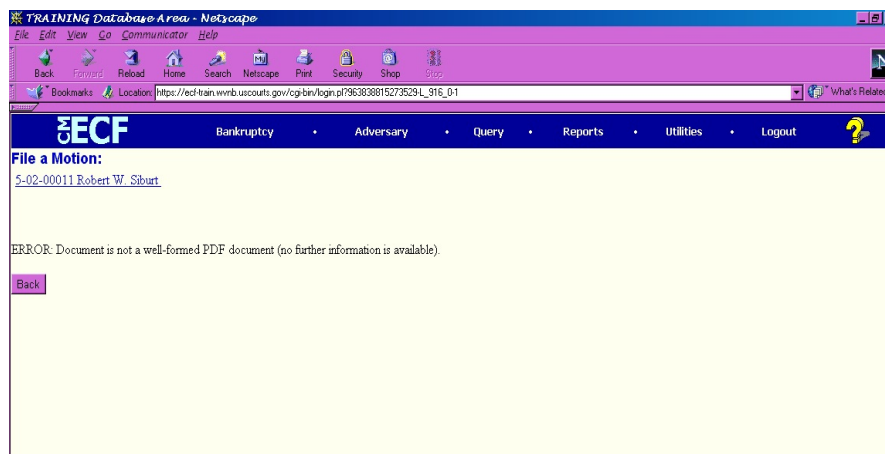 TRAINING Database Area - Netscape
File Edit View Go Communicator Help
Back Forward Reload Home Search Netscape Print Security Shop Stop
Bookmarks Location: https://ecf-train.wvnb.uscourts.gov/cgi-bin/login.pl?963838815273529-L_916_0-1 What's Related
CM ECF Bankruptcy • Adversary • Query • Reports • Utilities • Logout ?
File a Motion:
5-02-00011 Robert W. Siburt
ERROR: Document is not a well-formed PDF document (no further information is available).
Back